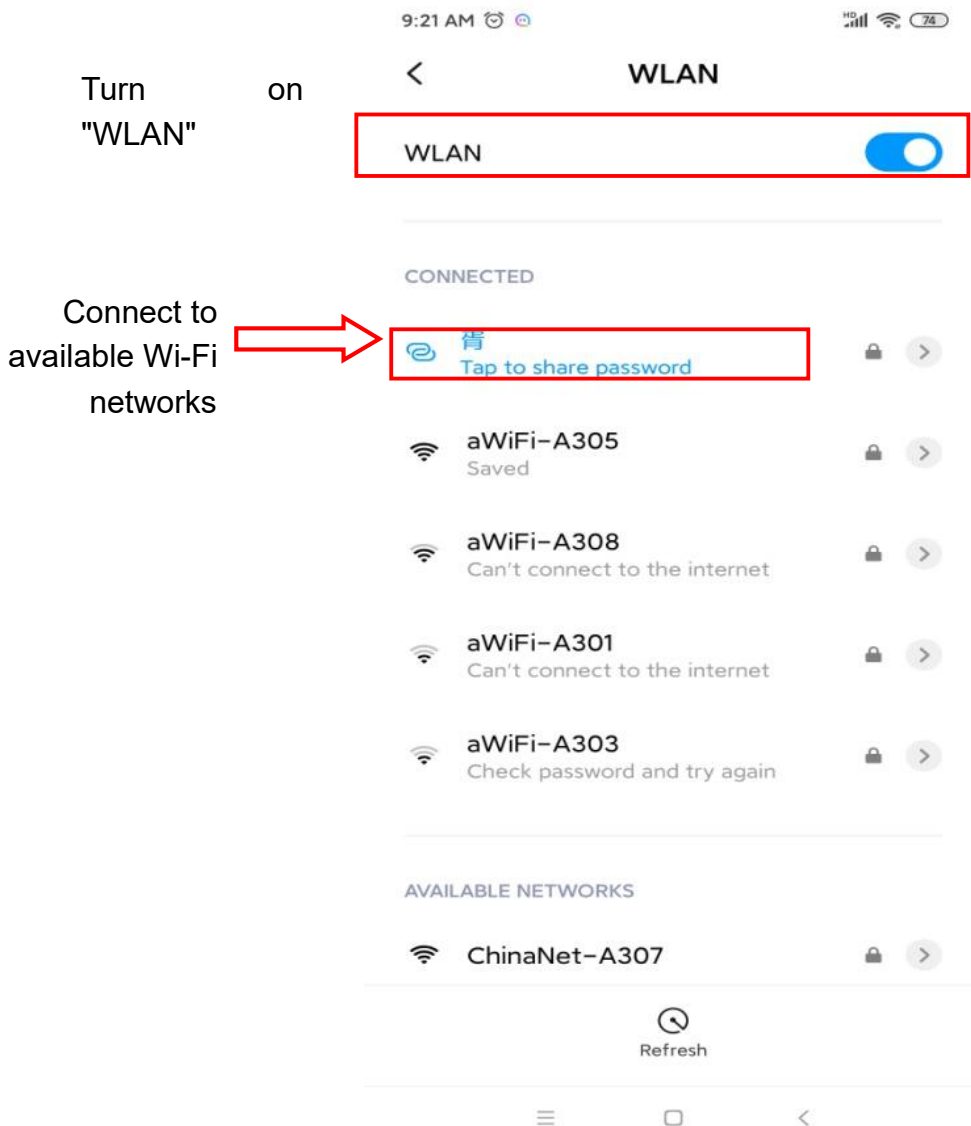 9:21 AM
HD
74
WLAN
Turn on
"WLAN"
WLAN
CONNECTED
Connect to
available Wi-Fi
networks
肯
Tap to share password
aWiFi-A305
Saved
aWiFi-A308
Can't connect to the internet
aWiFi-A301
Can't connect to the internet
aWiFi-A303
Check password and try again
AVAILABLE NETWORKS
ChinaNet-A307
Refresh